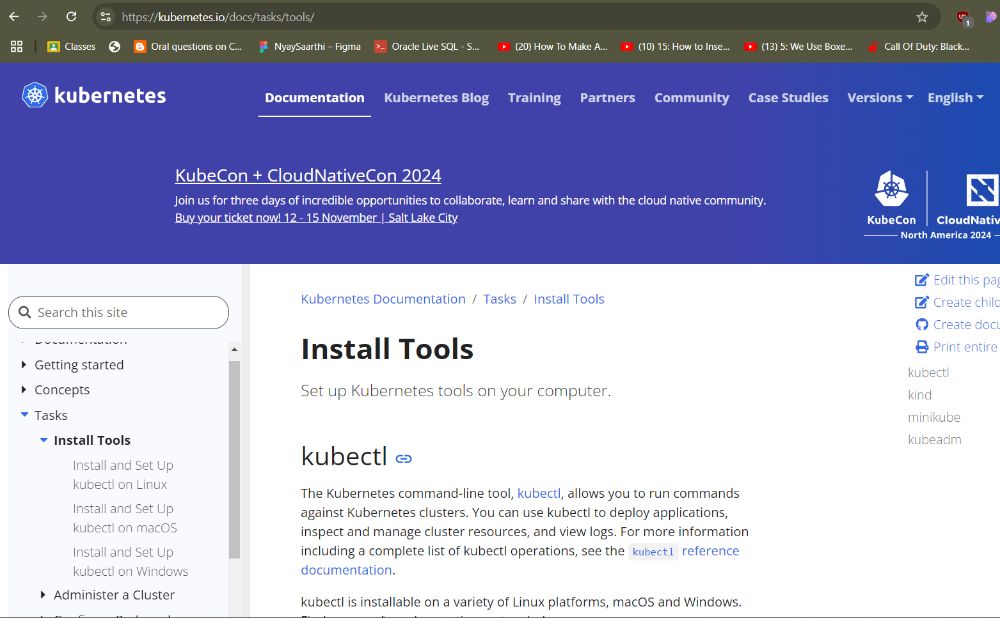 https://kubernetes.io/docs/tasks/tools/
1
Classes
Oral questions on C...
NyaySaarthi – Figma
Oracle Live SQL - S...
(20) How To Make A...
(10) 15: How to Inse...
(13) 5: We Use Boxe...
Call Of Duty: Black...
kubernetes
Documentation
Kubernetes Blog
Training
Partners
Community
Case Studies
Versions
English
KubeCon + CloudNativeCon 2024
Join us for three days of incredible opportunities to collaborate, learn and share with the cloud native community.
Buy your ticket now! 12 - 15 November | Salt Lake City
KubeCon
CloudNativ
North America 2024
Search this site
Documentation
Getting started
Concepts
Tasks
Install Tools
Install and Set Up
kubectl on Linux
Install and Set Up
kubectl on macOS
Install and Set Up
kubectl on Windows
Administer a Cluster
Kubernetes Documentation / Tasks / Install Tools
Install Tools
Set up Kubernetes tools on your computer.
kubectl
The Kubernetes command-line tool, kubectl, allows you to run commands
against Kubernetes clusters. You can use kubectl to deploy applications,
inspect and manage cluster resources, and view logs. For more information
including a complete list of kubectl operations, see the kubectl reference
documentation.
kubectl is installable on a variety of Linux platforms, macOS and Windows.
Edit this pag
Create child
Create docu
Print entire
kubectl
kind
minikube
kubeadm